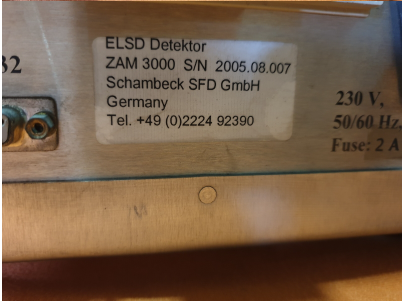 ELSD Detektor
ZAM 3000 S/N 2005.08.007
Schambeck SFD GmbH
Germany
Tel. +49 (0)2224 92390
32
230 V,
50/60 Hz,
Fuse: 2 A